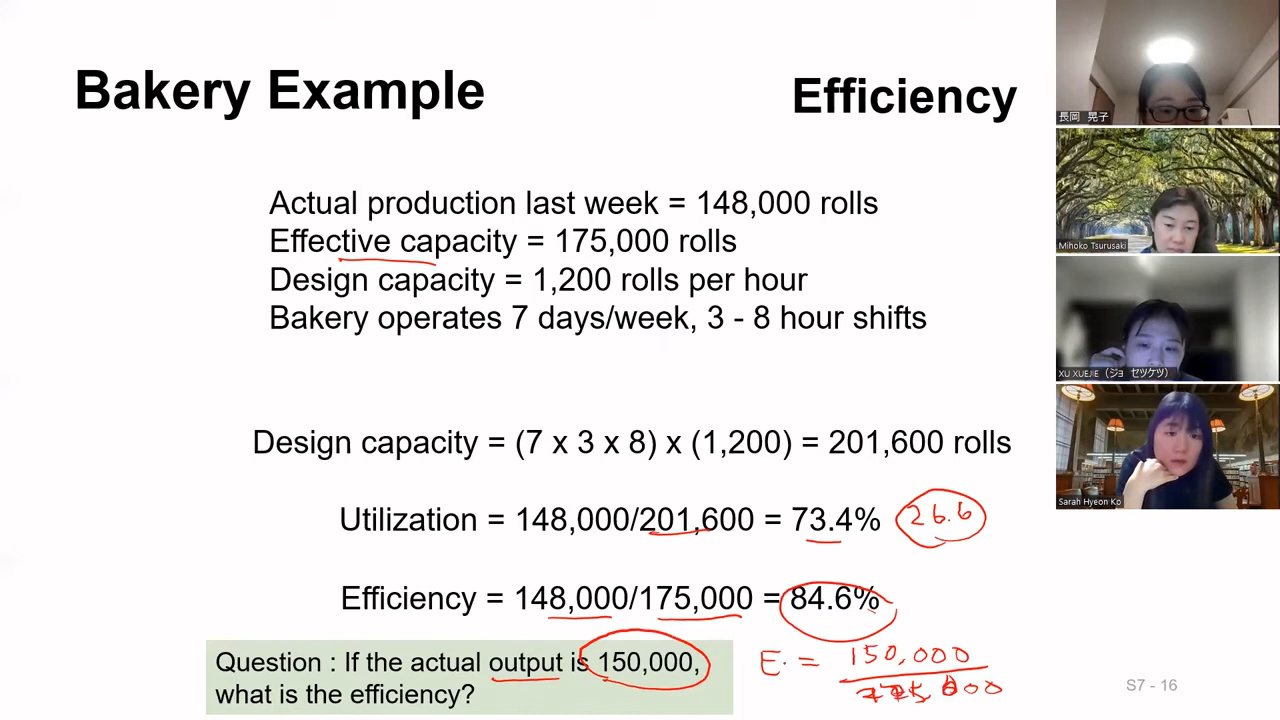 Bakery Example
Efficiency
Actual production last week = 148,000 rolls
Effective capacity = 175,000 rolls
Design capacity = 1,200 rolls per hour
Bakery operates 7 days/week, 3 - 8 hour shifts
Design capacity = (7 x 3 x 8) x (1,200) = 201,600 rolls
Utilization = 148,000/201,600 = 73.4% 26.6
Efficiency = 148,000/175,000 = 84.6%
Question : If the actual output is 150,000,
what is the efficiency?
E. = 150,000
S7 - 16
長岡 晃子
Mihoko Tsurusaki
XU XUEJIE（ジョ セツケツ）
Sarah Hyeon Ko